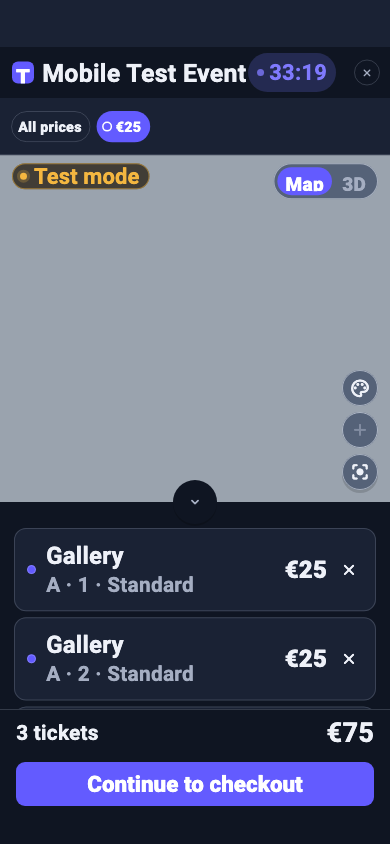 T Mobile Test Event 33:19
All prices €25
Test mode Map 3D
Gallery
A · 1 · Standard
€25
Gallery
A · 2 · Standard
€25
3 tickets €75
Continue to checkout